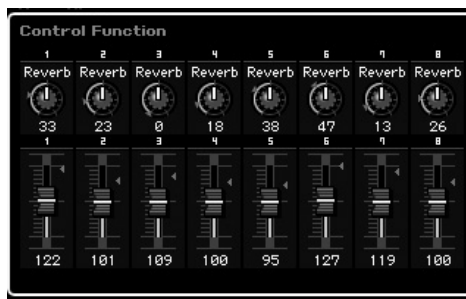 Control Function
1 2 3 4 5 6 7 8
Reverb Reverb Reverb Reverb Reverb Reverb Reverb Reverb
33 23 0 18 38 47 13 26
1 2 3 4 5 6 7 8
122 101 109 100 95 127 119 100